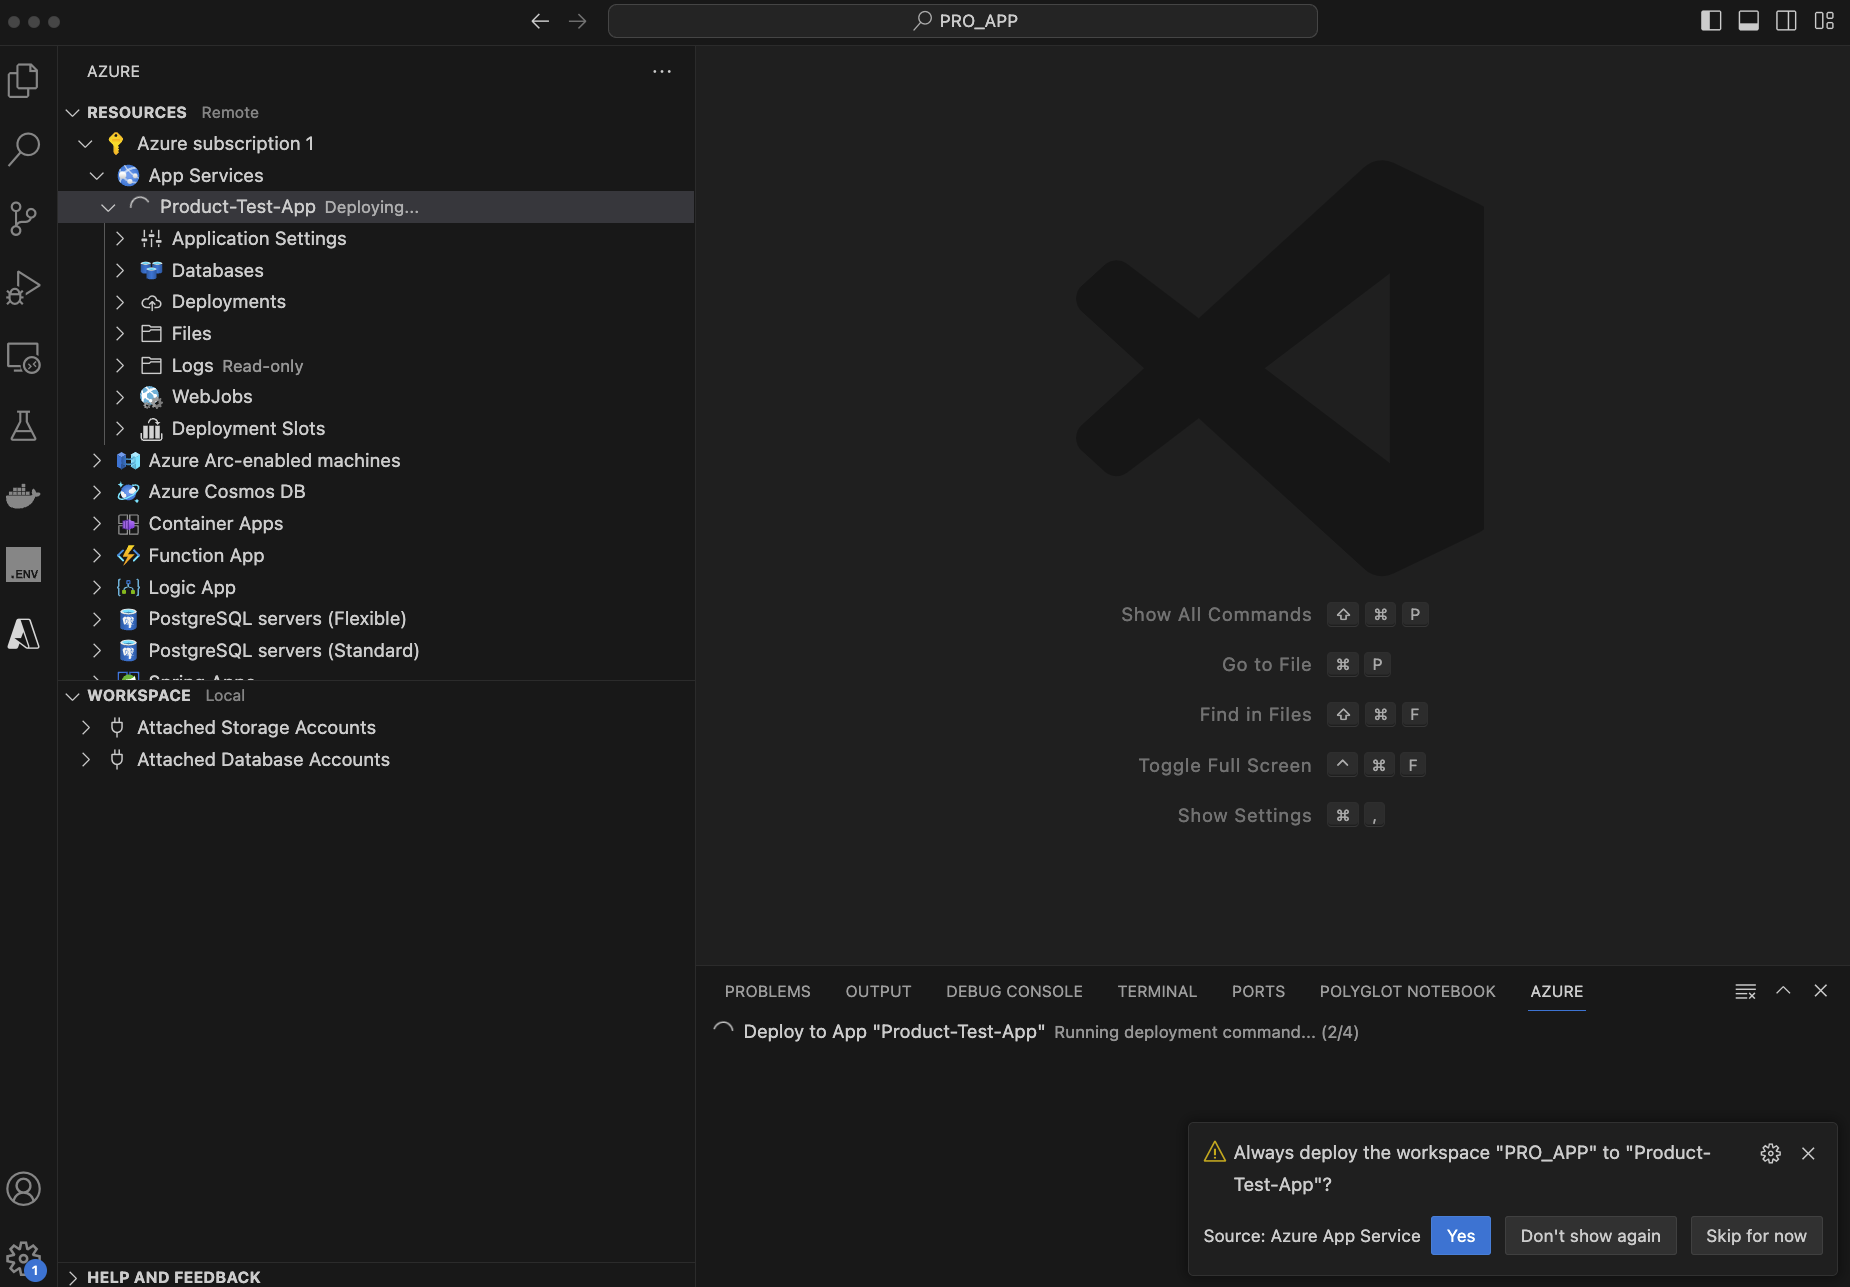 PRO_APP
AZURE
RESOURCES Remote
Azure subscription 1
App Services
Product-Test-App Deploying...
Application Settings
Databases
Deployments
Files
Logs Read-only
WebJobs
Deployment Slots
Azure Arc-enabled machines
Azure Cosmos DB
Container Apps
Function App
Logic App
PostgreSQL servers (Flexible)
PostgreSQL servers (Standard)
Spring Apps
WORKSPACE Local
Attached Storage Accounts
Attached Database Accounts
HELP AND FEEDBACK
.ENV
1
Show All Commands ⇧ ⌘ P
Go to File ⌘ P
Find in Files ⇧ ⌘ F
Toggle Full Screen ^ ⌘ F
Show Settings ⌘ ,
PROBLEMS OUTPUT DEBUG CONSOLE TERMINAL PORTS POLYGLOT NOTEBOOK AZURE
Deploy to App "Product-Test-App" Running deployment command... (2/4)
Always deploy the workspace "PRO_APP" to "Product-
Test-App"?
Source: Azure App Service Yes Don't show again Skip for now